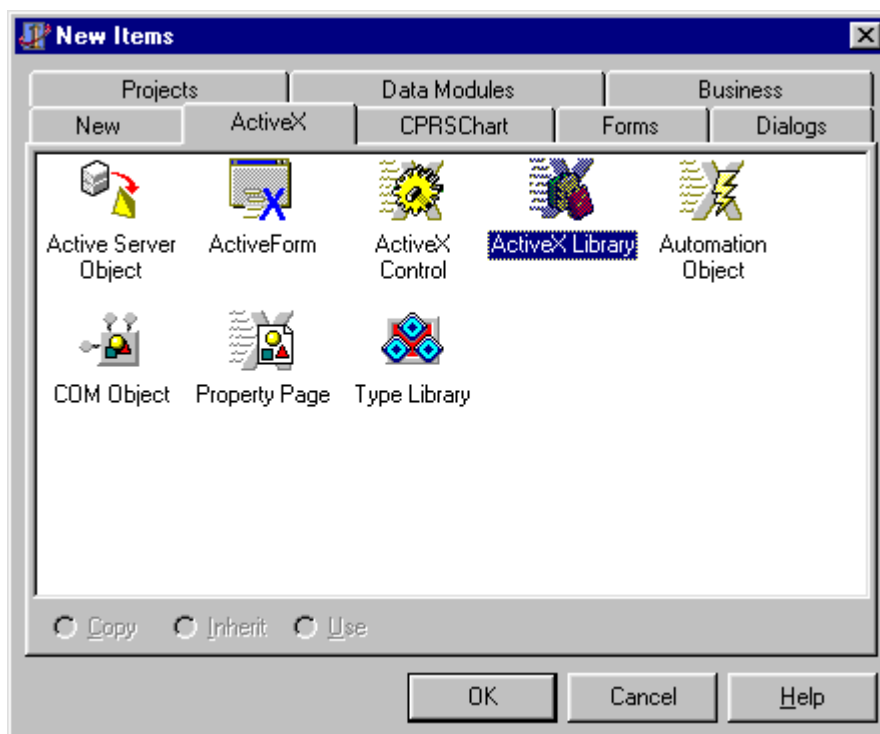 New Items
Projects Data Modules Business
New ActiveX CPRSChart Forms Dialogs
Active Server ActiveForm ActiveX ActiveX Library Automation
Object Control Object
COM Object Property Page Type Library
Copy Inherit Use
OK Cancel Help